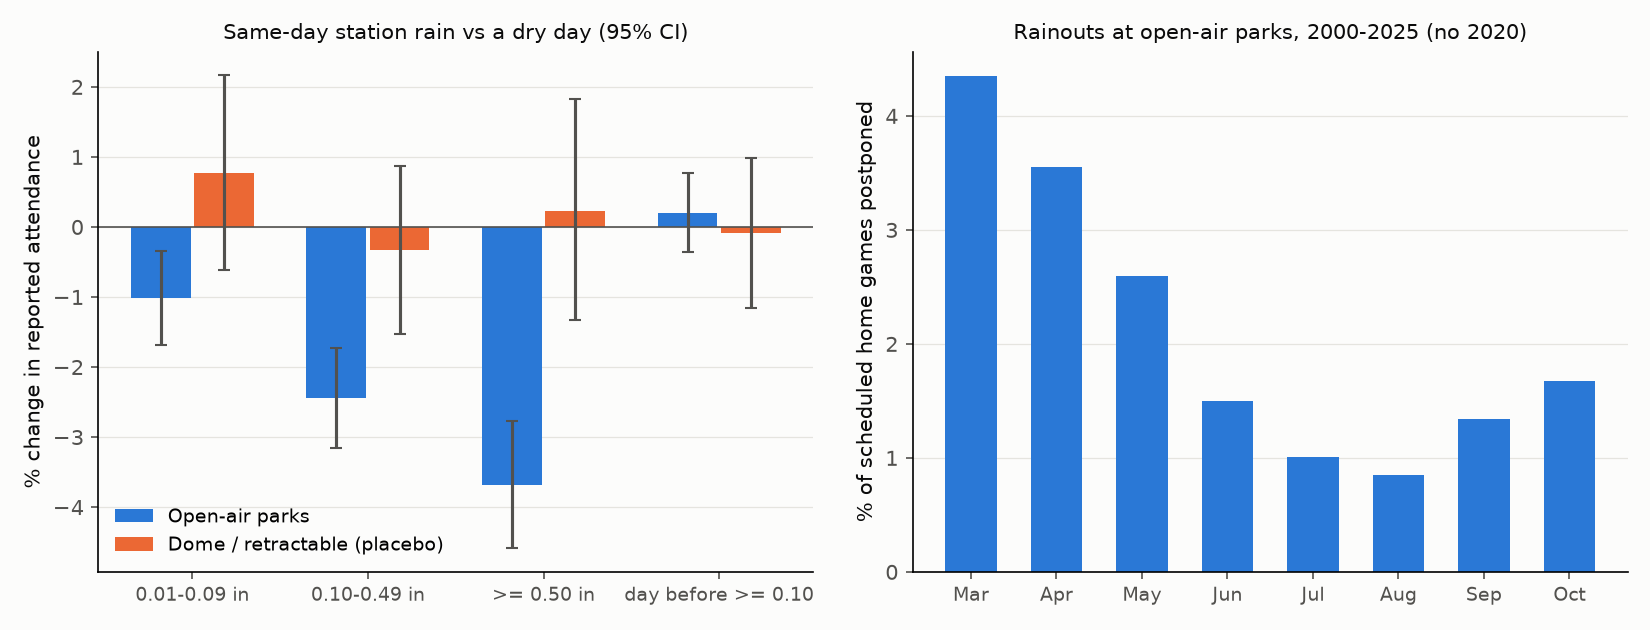 Same-day station rain vs a dry day (95% CI)
% change in reported attendance
2
1
0
−1
−2
−3
−4
Open-air parks
Dome / retractable (placebo)
0.01-0.09 in
0.10-0.49 in
>= 0.50 in
day before >= 0.10
Rainouts at open-air parks, 2000-2025 (no 2020)
% of scheduled home games postponed
4
3
2
1
0
Mar
Apr
May
Jun
Jul
Aug
Sep
Oct